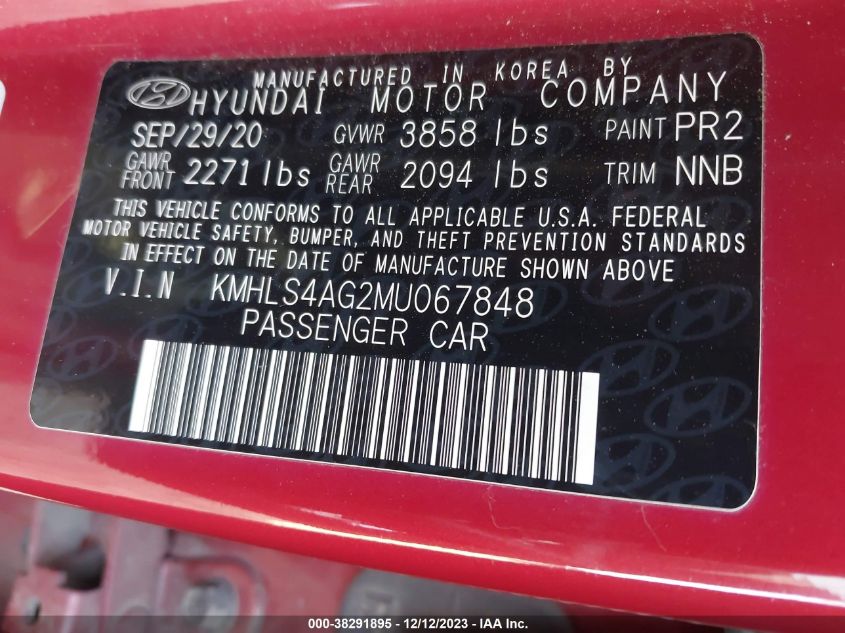 MANUFACTURED IN KOREA BY
HYUNDAI MOTOR COMPANY
SEP/29/20 GVWR 3858 lbs PAINT PR2
GAWR FRONT 2271 lbs GAWR REAR 2094 lbs TRIM NNB
THIS VEHICLE CONFORMS TO ALL APPLICABLE U.S.A. FEDERAL
MOTOR VEHICLE SAFETY, BUMPER, AND THEFT PREVENTION STANDARDS
IN EFFECT ON THE DATE OF MANUFACTURE SHOWN ABOVE
V.I.N KMHLS4AG2MU067848
PASSENGER CAR
000-38291895 - 12/12/2023 - IAA Inc.